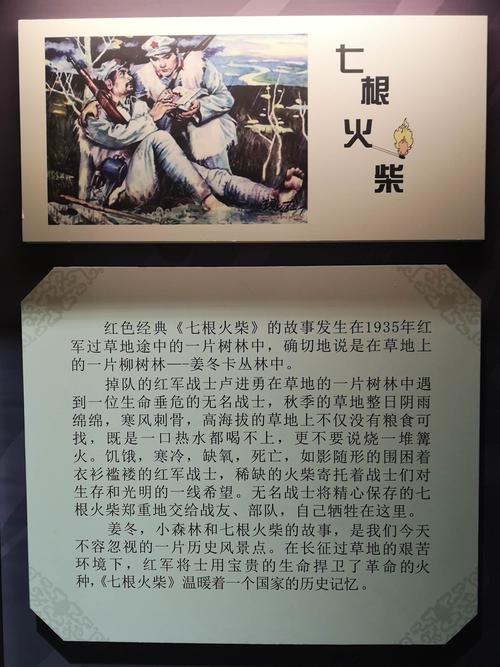 七根火柴
红色经典《七根火柴》的故事发生在1935年红
军过草地途中的一片树林中，确切地说是在草地上
的一片柳树林——姜冬卡丛林中。
掉队的红军战士卢进勇在草地的一片树林中遇
到一位生命垂危的无名战士，秋季的草地整日阴雨
绵绵，寒风刺骨，高海拔的草地上不仅没有粮食可
找，既是一口热水都喝不上，更不要说烧一堆篝
火。饥饿，寒冷，缺氧，死亡，如影随形的围困着
衣衫褴褛的红军战士，稀缺的火柴寄托着战士们对
生存和光明的一线希望。无名战士将精心保存的七
根火柴郑重地交给战友、部队，自己牺牲在这里。
姜冬，小森林和七根火柴的故事，是我们今天
不容忽视的一片历史风景点。在长征过草地的艰苦
环境下，红军将士用宝贵的生命捍卫了革命的火
种，《七根火柴》温暖着一个国家的历史记忆。